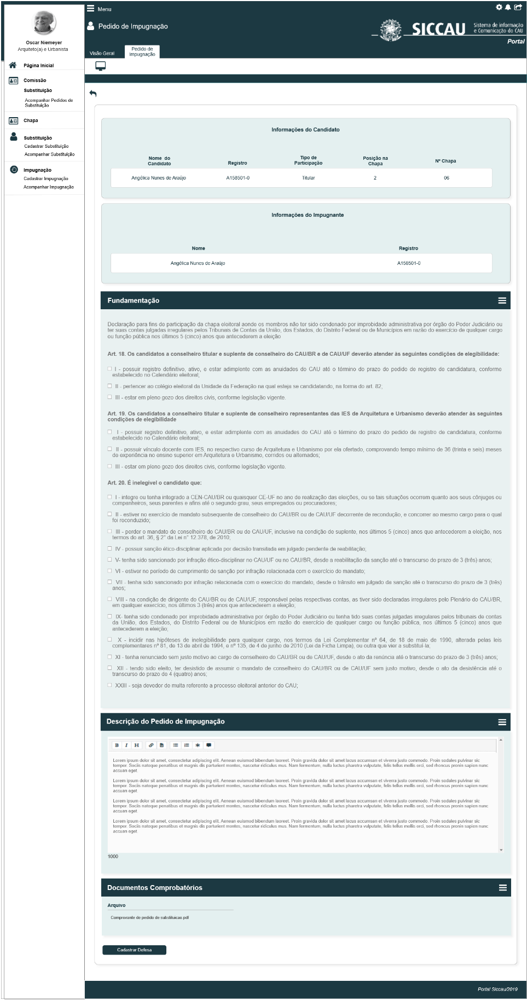 Menu
Pedido de Impugnação
SICCAU
Sistema de informação
e Comunicação do CAU
Portal
Visão Geral
Pedido de
Impugnação
Oscar Niemeyer
Arquiteto(a) e Urbanista
Página Inicial
Comissão
Substituição
Acompanhar Pedidos de
Substituição
Chapa
Substituição
Cadastrar Substituição
Acompanhar Substituição
Impugnação
Cadastrar Impugnação
Acompanhar Impugnação
Informações do Candidato
Nome do
Candidato
Registro
Tipo de
Participação
Posição na
Chapa
Nº Chapa
Angélica Nunes de Araújo
A158501-0
Titular
2
06
Informações do Impugnante
Nome
Registro
Angélica Nunes de Araújo
A158501-0
Fundamentação
Declaração para fins de participação da chapa eleitoral aonde os membros não ter sido condenado por improbidade administrativa por órgão do Poder Judiciário ou
ter suas contas julgadas irregulares pelos Tribunais de Contas da União, dos Estados, do Distrito Federal ou de Municípios em razão do exercício de qualquer cargo
ou função pública nos últimos 5 (cinco) anos que antecederem a eleição
Art. 18. Os candidatos a conselheiro titular e suplente de conselheiro do CAU/BR e de CAU/UF deverão atender às seguintes condições de elegibilidade:
I - possuir registro definitivo, ativo, e estar adimplente com as anuidades do CAU até o término do prazo do pedido de registro de candidatura, conforme
estabelecido no Calendário eleitoral;
II - pertencer ao colégio eleitoral da Unidade da Federação na qual esteja se candidatando, na forma do art. 82;
III - estar em pleno gozo dos direitos civis, conforme legislação vigente.
Art. 19. Os candidatos a conselheiro titular e suplente de conselheiro representantes das IES de Arquitetura e Urbanismo deverão atender às seguintes
condições de elegibilidade
I - possuir registro definitivo, ativo, e estar adimplente com as anuidades do CAU até o término do prazo do pedido de registro de candidatura, conforme
estabelecido no Calendário eleitoral;
II - possuir vínculo docente com IES, no respectivo curso de Arquitetura e Urbanismo por ela ofertado, comprovando tempo mínimo de 36 (trinta e seis) meses
de experiência no ensino superior em Arquitetura e Urbanismo, corridos ou alternados;
III - estar em pleno gozo dos direitos civis, conforme legislação vigente.
Art. 20. É inelegível o candidato que:
I - integre ou tenha integrado a CEN-CAU/BR ou quaisquer CE-UF no ano de realização das eleições, ou se tais situações ocorrem quanto aos seus cônjuges ou
companheiros, seus parentes e afins até o segundo grau, seus empregados ou procuradores;
II - estiver no exercício de mandato subsequente de conselheiro do CAU/BR ou de CAU/UF decorrente de recondução, e concorrer ao mesmo cargo para o qual
foi reconduzido;
III - perder o mandato de conselheiro do CAU/BR ou de CAU/UF, inclusive na condição de suplente, nos últimos 5 (cinco) anos que antecederem a eleição, nos
termos do art. 36, § 2° da Lei n° 12.378, de 2010;
IV - possuir sanção ético-disciplinar aplicada por decisão transitada em julgado pendente de reabilitação;
V- tenha sido sancionado por infração ético-disciplinar no CAU/UF ou no CAU/BR, desde a reabilitação da sanção até o transcurso do prazo de 3 (três) anos;
VI - estiver no período de cumprimento de sanção por infração relacionada com o exercício do mandato;
VII - tenha sido sancionado por infração relacionada com o exercício do mandato, desde o trânsito em julgado da sanção até o transcurso do prazo de 3 (três)
anos;
VIII - na condição de dirigente do CAU/BR ou de CAU/UF, responsável pelas respectivas contas, as tiver sido declaradas irregulares pelo Plenário do CAU/BR,
em qualquer exercício, nos últimos 3 (três) anos que antecederem a eleição;
IX- tenha sido condenado por improbidade administrativa por órgão do Poder Judiciário ou tenha tido suas contas julgadas irregulares pelos tribunais de contas
da União, dos Estados, do Distrito Federal ou de Municípios em razão do exercício de qualquer cargo ou função pública, nos últimos 5 (cinco) anos que
antecederem a eleição;
X - incidir nas hipóteses de inelegibilidade para qualquer cargo, nos termos da Lei Complementar nº 64, de 18 de maio de 1990, alterada pelas leis
complementares nº 81, de 13 de abril de 1994, e nº 135, de 4 de junho de 2010 (Lei da Ficha Limpa), ou outra que vier a substituí-la;
XI - tenha renunciado sem justo motivo ao cargo de conselheiro do CAU/BR ou de CAU/UF, desde o ato da renúncia até o transcurso do prazo de 3 (três) anos;
XII - tendo sido eleito, ter desistido de assumir o mandato de conselheiro do CAU/BR ou de CAU/UF sem justo motivo, desde o ato da desistência até o
transcurso do prazo de 4 (quatro) anos;
XXIII - seja devedor de multa referente a processo eleitoral anterior do CAU;
Descrição do Pedido de Impugnação
B I H
Lorem ipsum dolor sit amet, consectetur adipiscing elit. Aenean euismod bibendum laoreet. Proin gravida dolor sit amet lacus accumsan et viverra justo commodo. Proin sodales pulvinar sic
tempor. Sociis natoque penatibus et magnis dis parturient montes, nascetur ridiculus mus. Nam fermentum, nulla luctus pharetra vulputate, felis tellus mollis orci, sed rhoncus pronin sapien nunc
accuan eget.
Lorem ipsum dolor sit amet, consectetur adipiscing elit. Aenean euismod bibendum laoreet. Proin gravida dolor sit amet lacus accumsan et viverra justo commodo. Proin sodales pulvinar sic
tempor. Sociis natoque penatibus et magnis dis parturient montes, nascetur ridiculus mus. Nam fermentum, nulla luctus pharetra vulputate, felis tellus mollis orci, sed rhoncus pronin sapien nunc
accuan eget.
Lorem ipsum dolor sit amet, consectetur adipiscing elit. Aenean euismod bibendum laoreet. Proin gravida dolor sit amet lacus accumsan et viverra justo commodo. Proin sodales pulvinar sic
tempor. Sociis natoque penatibus et magnis dis parturient montes, nascetur ridiculus mus. Nam fermentum, nulla luctus pharetra vulputate, felis tellus mollis orci, sed rhoncus pronin sapien nunc
accuan eget.
Lorem ipsum dolor sit amet, consectetur adipiscing elit. Aenean euismod bibendum laoreet. Proin gravida dolor sit amet lacus accumsan et viverra justo commodo. Proin sodales pulvinar sic
tempor. Sociis natoque penatibus et magnis dis parturient montes, nascetur ridiculus mus. Nam fermentum, nulla luctus pharetra vulputate, felis tellus mollis orci, sed rhoncus pronin sapien nunc
accuan eget.
1000
Documentos Comprobatórios
Arquivo
Comprovante de pedido de substituicao.pdf
Cadastrar Defesa
Portal Siccau/2019